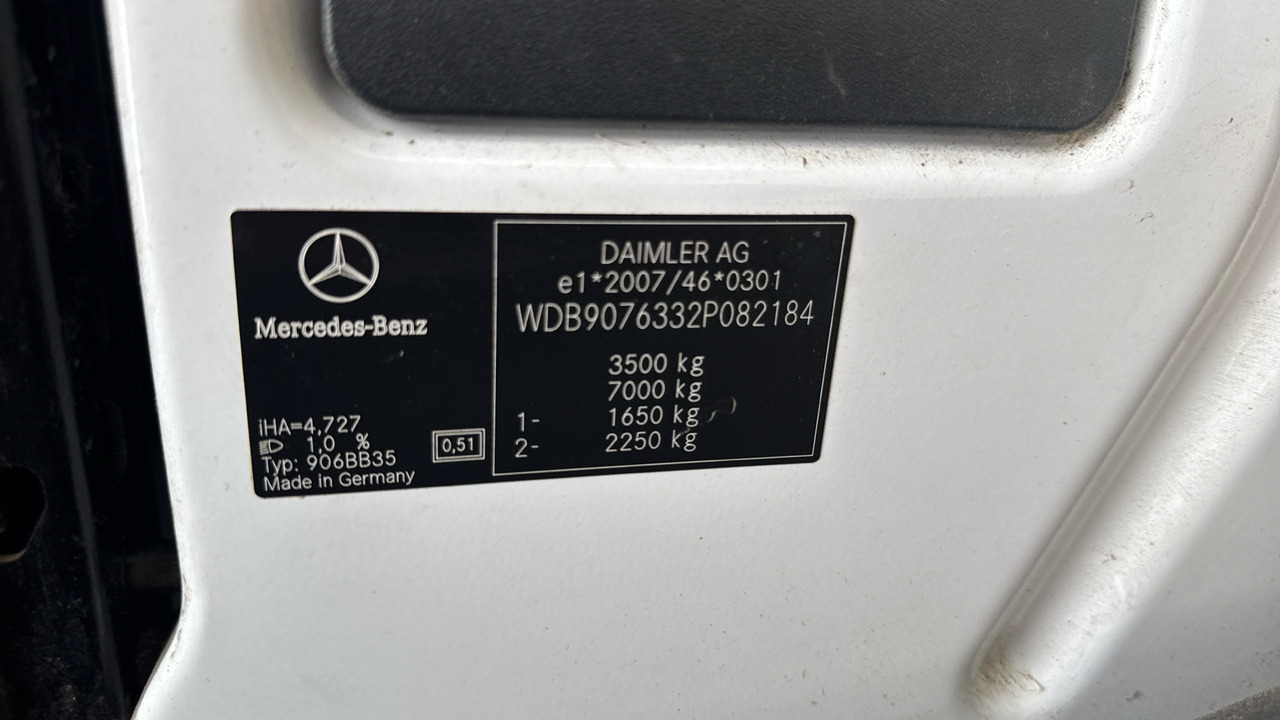 Mercedes-Benz
iHA=4,727
1,0 %
Typ: 906BB35
Made in Germany
0,51
DAIMLER AG
e1*2007/46*0301
WDB9076332P082184
3500 kg
7000 kg
1- 1650 kg
2- 2250 kg